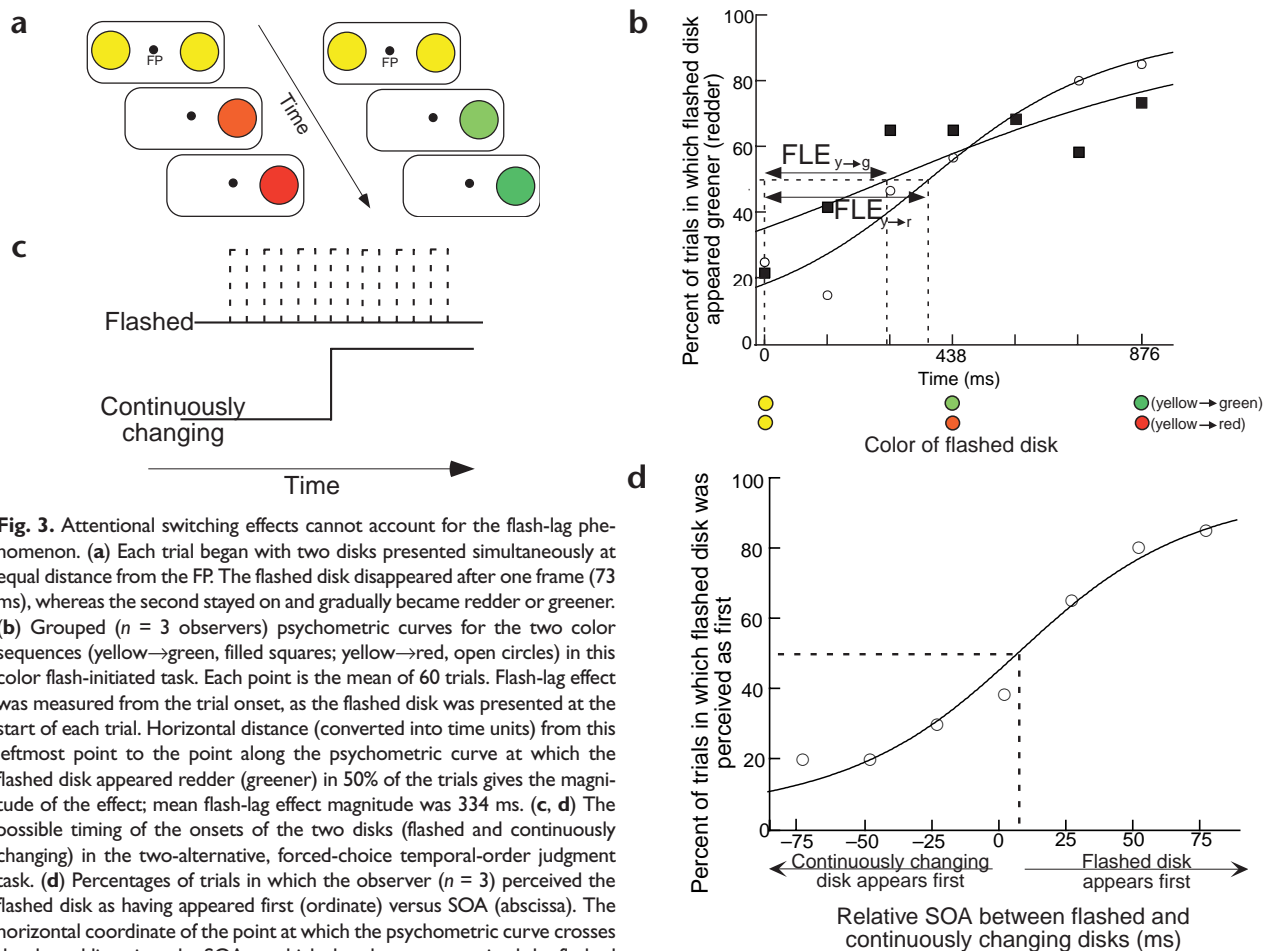 a
FP
FP
Time
b
Percent of trials in which flashed disk
appeared greener (redder)
100
80
60
40
20
0
FLE y→g
FLE y→r
0
438
876
Time (ms)
(yellow→green)
(yellow→red)
Color of flashed disk
c
Flashed
Continuously
changing
Time
d
Percent of trials in which flashed disk was
perceived as first
100
80
60
40
20
0
−75
−50
−25
0
25
50
75
Continuously changing
disk appears first
Flashed disk
appears first
Relative SOA between flashed and
continuously changing disks (ms)
Fig. 3. Attentional switching effects cannot account for the flash-lag phe-
nomenon. (a) Each trial began with two disks presented simultaneously at
equal distance from the FP. The flashed disk disappeared after one frame (73
ms), whereas the second stayed on and gradually became redder or greener.
(b) Grouped (n = 3 observers) psychometric curves for the two color
sequences (yellow→green, filled squares; yellow→red, open circles) in this
color flash-initiated task. Each point is the mean of 60 trials. Flash-lag effect
was measured from the trial onset, as the flashed disk was presented at the
start of each trial. Horizontal distance (converted into time units) from this
leftmost point to the point along the psychometric curve at which the
flashed disk appeared redder (greener) in 50% of the trials gives the magni-
tude of the effect; mean flash-lag effect magnitude was 334 ms. (c, d) The
possible timing of the onsets of the two disks (flashed and continuously
changing) in the two-alternative, forced-choice temporal-order judgment
task. (d) Percentages of trials in which the observer (n = 3) perceived the
flashed disk as having appeared first (ordinate) versus SOA (abscissa). The
horizontal coordinate of the point at which the psychometric curve crosses